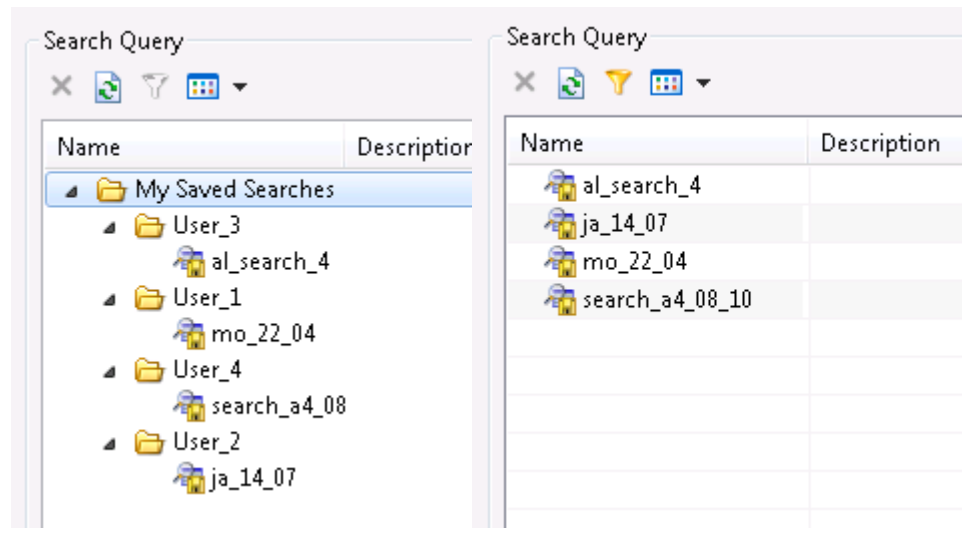 Search Query
Name Description
My Saved Searches
User_3
al_search_4
User_1
mo_22_04
User_4
search_a4_08
User_2
ja_14_07
Search Query
Name Description
al_search_4
ja_14_07
mo_22_04
search_a4_08_10